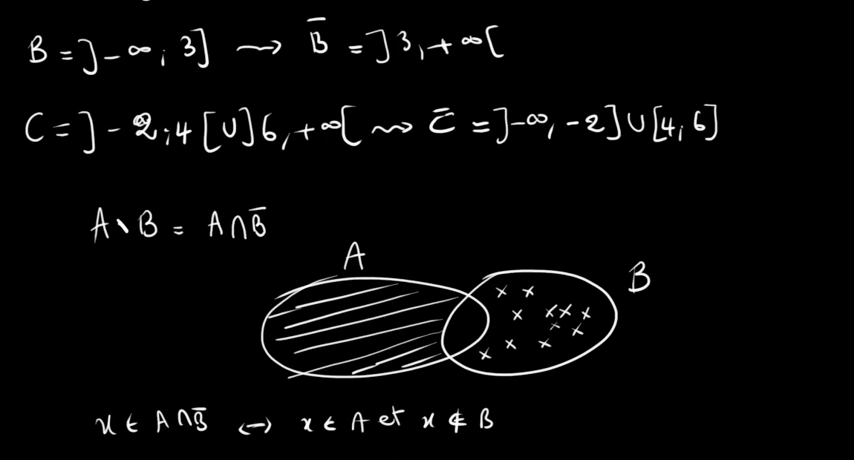 B = ]-∞, 3] ⟿ B̄ = ]3, +∞[
C = ]-2; 4[ ∪ ]6, +∞[ ⟿ C̄ = ]-∞, -2] ∪ [4, 6]
A \ B = A ∩ B̄
A
B
x ∈ A ∩ B̄ ↔ x ∈ A et x ∉ B